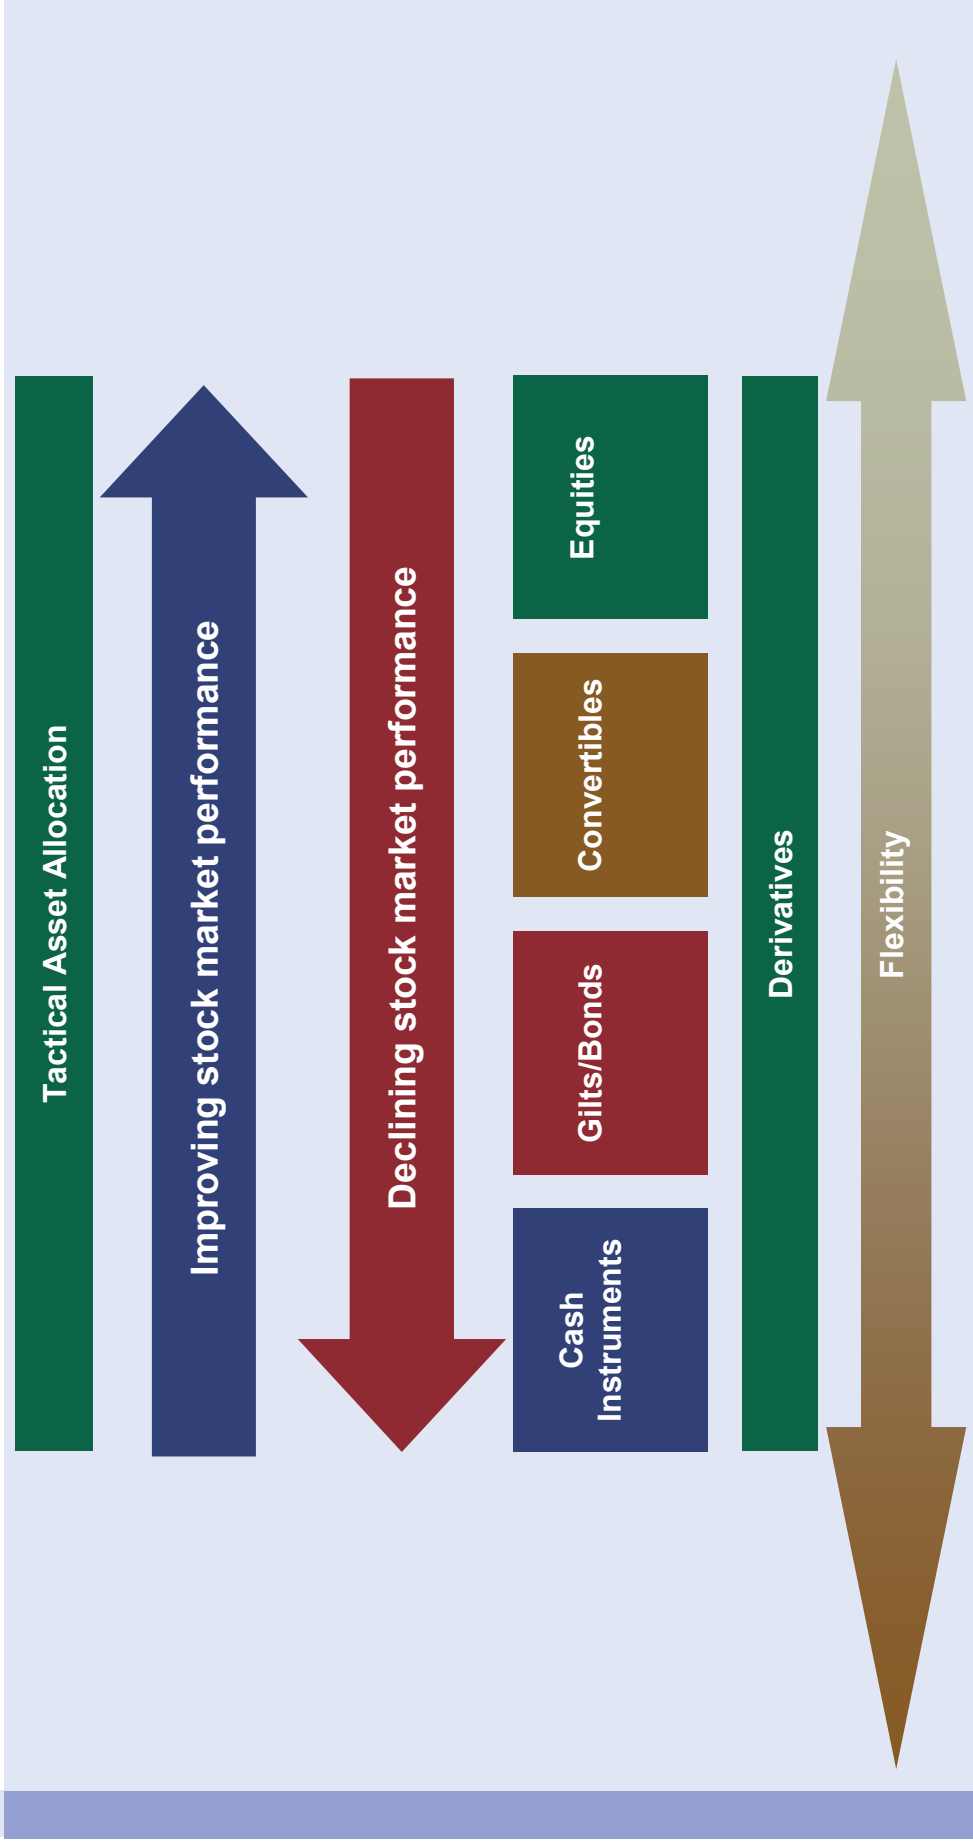 Tactical Asset Allocation
Improving stock market performance
Declining stock market performance
Cash
Instruments
Gilts/Bonds
Convertibles
Equities
Derivatives
Flexibility